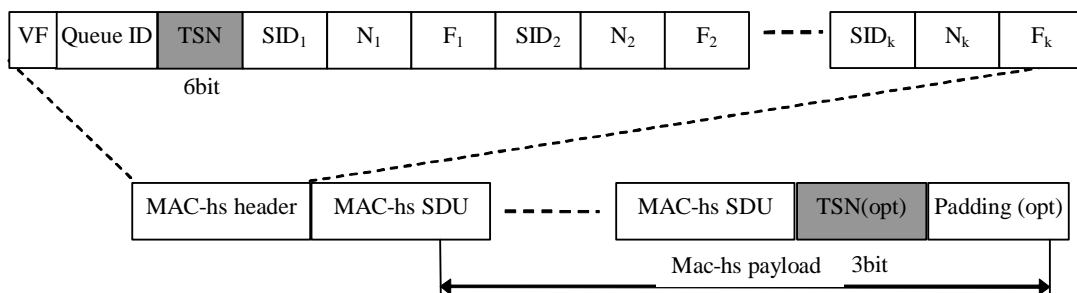 VF Queue ID TSN SID₁ N₁ F₁ SID₂ N₂ F₂ SIDₖ Nₖ Fₖ
6bit
MAC-hs header MAC-hs SDU MAC-hs SDU TSN(opt) Padding (opt)
Mac-hs payload 3bit